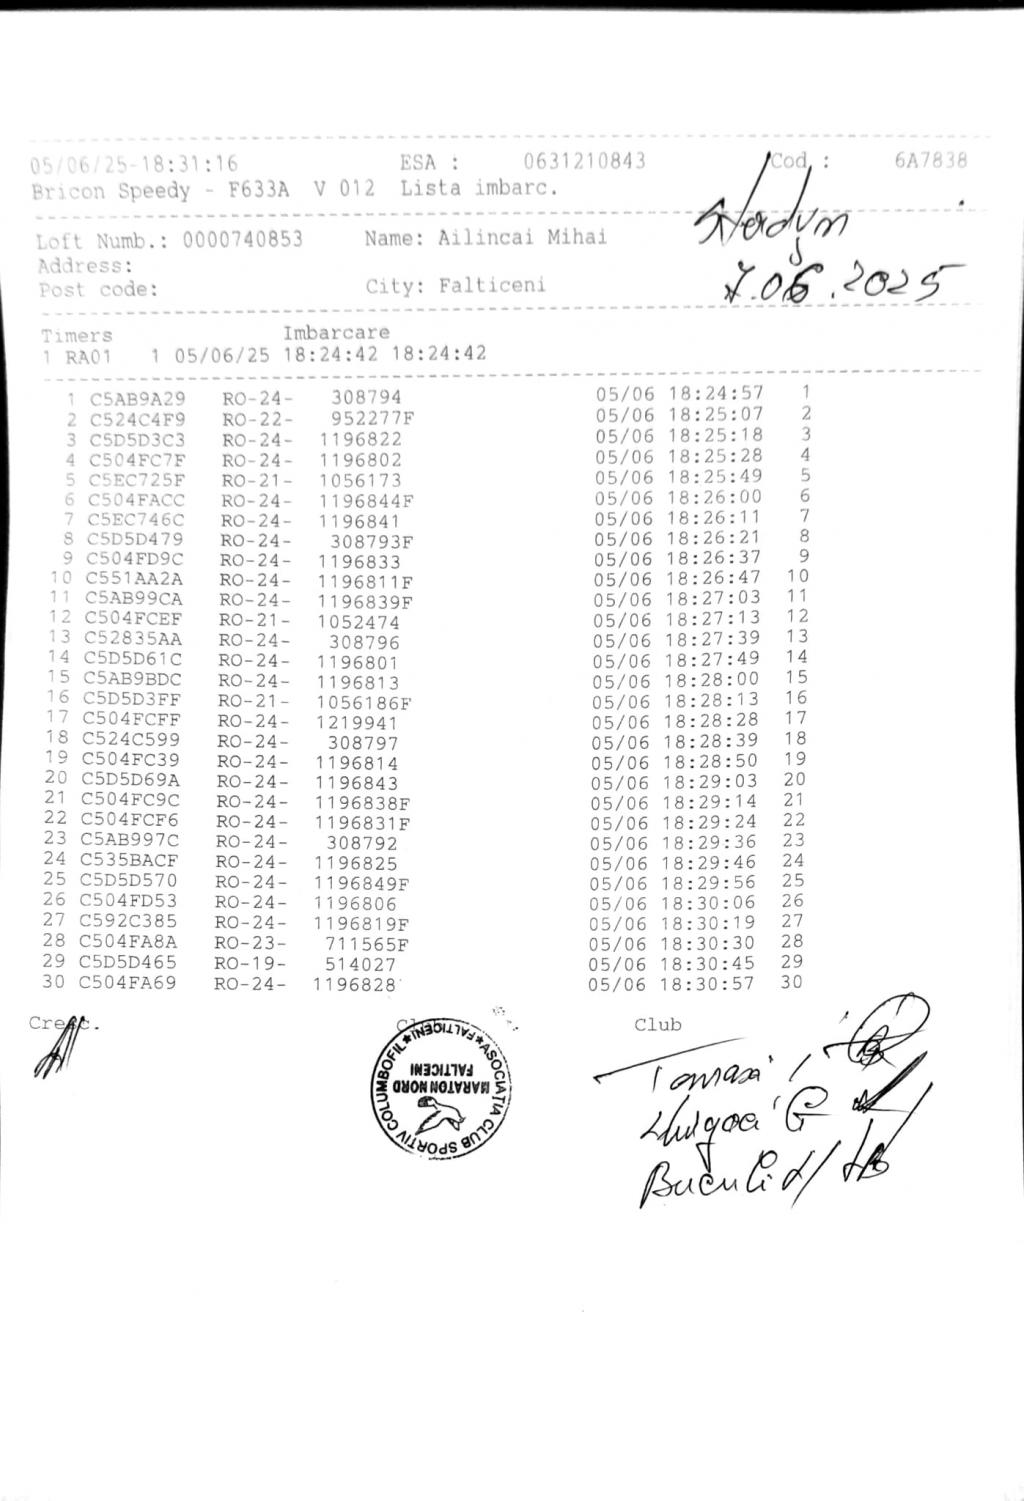 05/06/25-18:31:16 ESA : 0631210843 Cod : 6A7838
Bricon Speedy - F633A V 012 Lista imbarc.
Loft Numb.: 0000740853 Name: Ailincai Mihai
Address:
Post code: City: Falticeni
7.06.2025
Timers Imbarcare
1 RA01 1 05/06/25 18:24:42 18:24:42
1 C5AB9A29 RO-24- 308794 05/06 18:24:57 1
2 C524C4F9 RO-22- 952277F 05/06 18:25:07 2
3 C5D5D3C3 RO-24- 1196822 05/06 18:25:18 3
4 C504FC7F RO-24- 1196802 05/06 18:25:28 4
5 C5EC725F RO-21- 1056173 05/06 18:25:49 5
6 C504FACC RO-24- 1196844F 05/06 18:26:00 6
7 C5EC746C RO-24- 1196841 05/06 18:26:11 7
8 C5D5D479 RO-24- 308793F 05/06 18:26:21 8
9 C504FD9C RO-24- 1196833 05/06 18:26:37 9
10 C551AA2A RO-24- 1196811F 05/06 18:26:47 10
11 C5AB99CA RO-24- 1196839F 05/06 18:27:03 11
12 C504FCEF RO-21- 1052474 05/06 18:27:13 12
13 C52835AA RO-24- 308796 05/06 18:27:39 13
14 C5D5D61C RO-24- 1196801 05/06 18:27:49 14
15 C5AB9BDC RO-24- 1196813 05/06 18:28:00 15
16 C5D5D3FF RO-21- 1056186F 05/06 18:28:13 16
17 C504FCFF RO-24- 1219941 05/06 18:28:28 17
18 C524C599 RO-24- 308797 05/06 18:28:39 18
19 C504FC39 RO-24- 1196814 05/06 18:28:50 19
20 C5D5D69A RO-24- 1196843 05/06 18:29:03 20
21 C504FC9C RO-24- 1196838F 05/06 18:29:14 21
22 C504FCF6 RO-24- 1196831F 05/06 18:29:24 22
23 C5AB997C RO-24- 308792 05/06 18:29:36 23
24 C535BACF RO-24- 1196825 05/06 18:29:46 24
25 C5D5D570 RO-24- 1196849F 05/06 18:29:56 25
26 C504FD53 RO-24- 1196806 05/06 18:30:06 26
27 C592C385 RO-24- 1196819F 05/06 18:30:19 27
28 C504FA8A RO-23- 711565F 05/06 18:30:30 28
29 C5D5D465 RO-19- 514027 05/06 18:30:45 29
30 C504FA69 RO-24- 1196828 05/06 18:30:57 30
Cresc. Club
ASOCIATIA CLUB SPORTIV COLUMBOFIL * FALTICENI *
MARATON NORD
FALTICENI